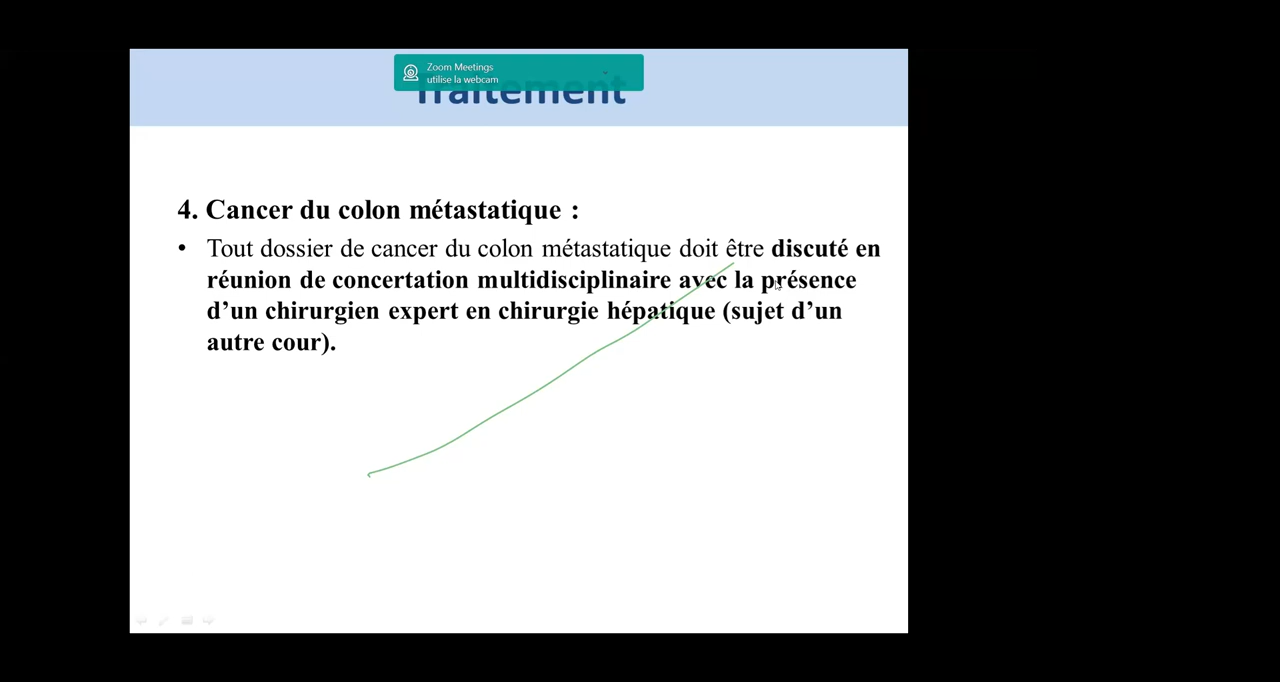 Zoom Meetings
utilise la webcam
Traitement
4. Cancer du colon métastatique :
• Tout dossier de cancer du colon métastatique doit être discuté en
réunion de concertation multidisciplinaire avec la présence
d’un chirurgien expert en chirurgie hépatique (sujet d’un
autre cour).